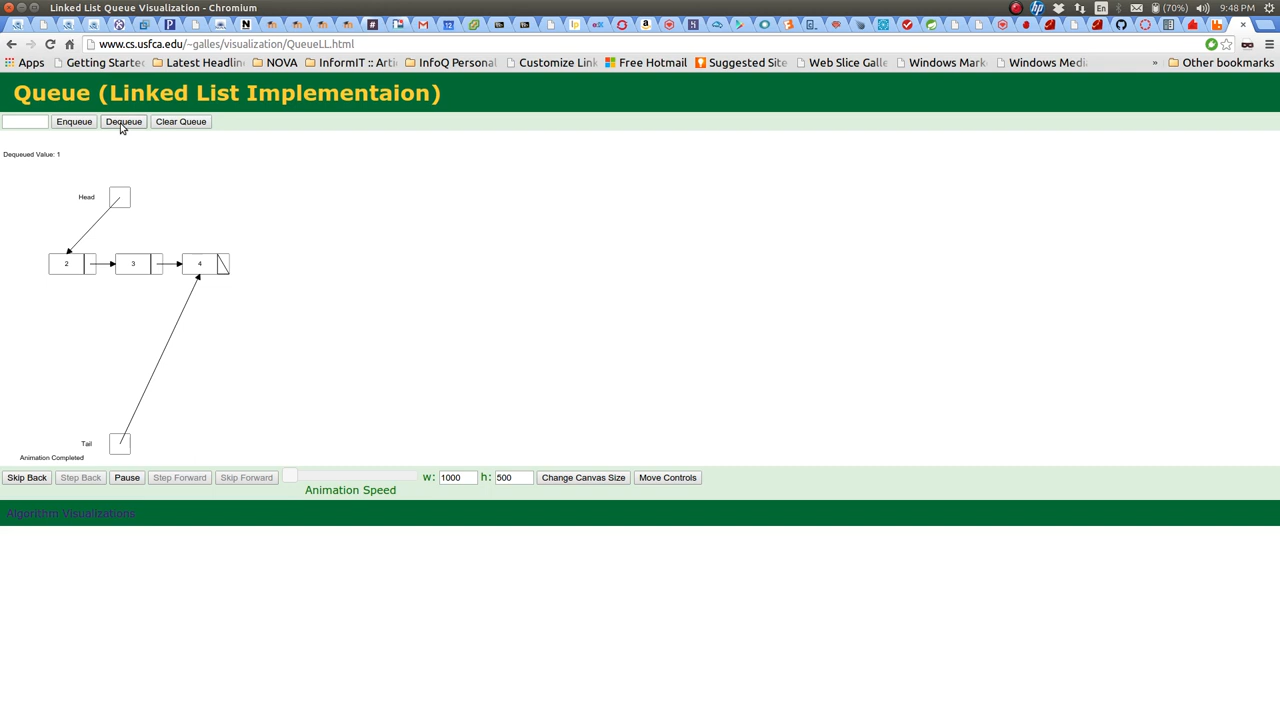 Linked List Queue Visualization - Chromium
En (70%) 9:48 PM
www.cs.usfca.edu/~galles/visualization/QueueLL.html
Apps Getting Starte Latest Headlin NOVA InformIT :: Arti InfoQ Personal Customize Link Free Hotmail Suggested Site Web Slice Galle Windows Mark Windows Media » Other bookmarks
Queue (Linked List Implementaion)
Enqueue Dequeue Clear Queue
Dequeued Value: 1
Head
2 3 4
Tail
Animation Completed
Skip Back Step Back Pause Step Forward Skip Forward w: 1000 h: 500 Change Canvas Size Move Controls
Animation Speed
Algorithm Visualizations